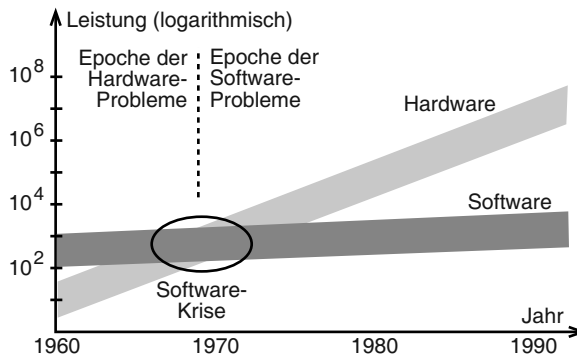 Leistung (logarithmisch)
Epoche der
Hardware-
Probleme
Epoche der
Software-
Probleme
10^8
10^6
10^4
10^2
Hardware
Software
Software-
Krise
Jahr
1960
1970
1980
1990